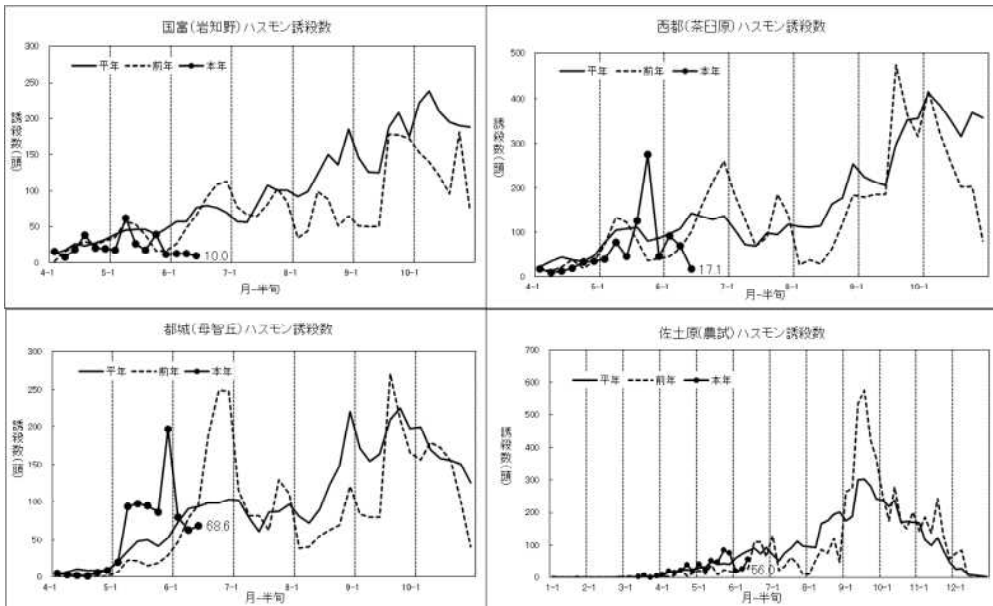 国富(岩知野)ハスモン誘殺数
300
250
200
150
100
50
0
誘殺数(頭)
平年 前年 本年
10.0
4-1 5-1 6-1 7-1 8-1 9-1 10-1
月-半旬
西都(茶臼原)ハスモン誘殺数
500
400
300
200
100
0
誘殺数(頭)
平年 前年 本年
17.1
4-1 5-1 6-1 7-1 8-1 9-1 10-1
月-半旬
都城(母智丘)ハスモン誘殺数
300
250
200
150
100
50
0
誘殺数(頭)
平年 前年 本年
68.6
4-1 5-1 6-1 7-1 8-1 9-1 10-1
月-半旬
佐土原(農試)ハスモン誘殺数
700
600
500
400
300
200
100
0
誘殺数(頭)
平年 前年 本年
56.0
1-1 2-1 3-1 4-1 5-1 6-1 7-1 8-1 9-1 10-1 11-1 12-1
月-半旬